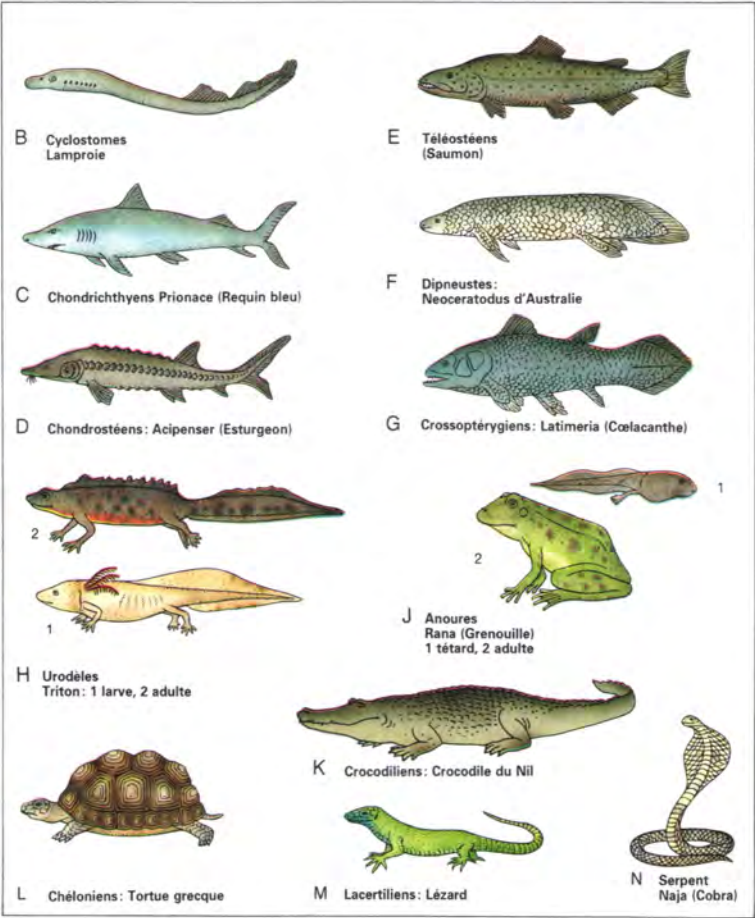 B Cyclostomes
Lamproie
E Téléostéens
(Saumon)
C Chondrichthyens Prionace (Requin bleu)
F Dipneustes:
Neoceratodus d'Australie
D Chondrostéens: Acipenser (Esturgeon)
G Crossoptérygiens: Latimeria (Cœlacanthe)
2
1
H Urodèles
Triton: 1 larve, 2 adulte
1
2
J Anoures
Rana (Grenouille)
1 tétard, 2 adulte
K Crocodiliens: Crocodile du Nil
L Chéloniens: Tortue grecque
M Lacertiliens: Lézard
N Serpent
Naja (Cobra)